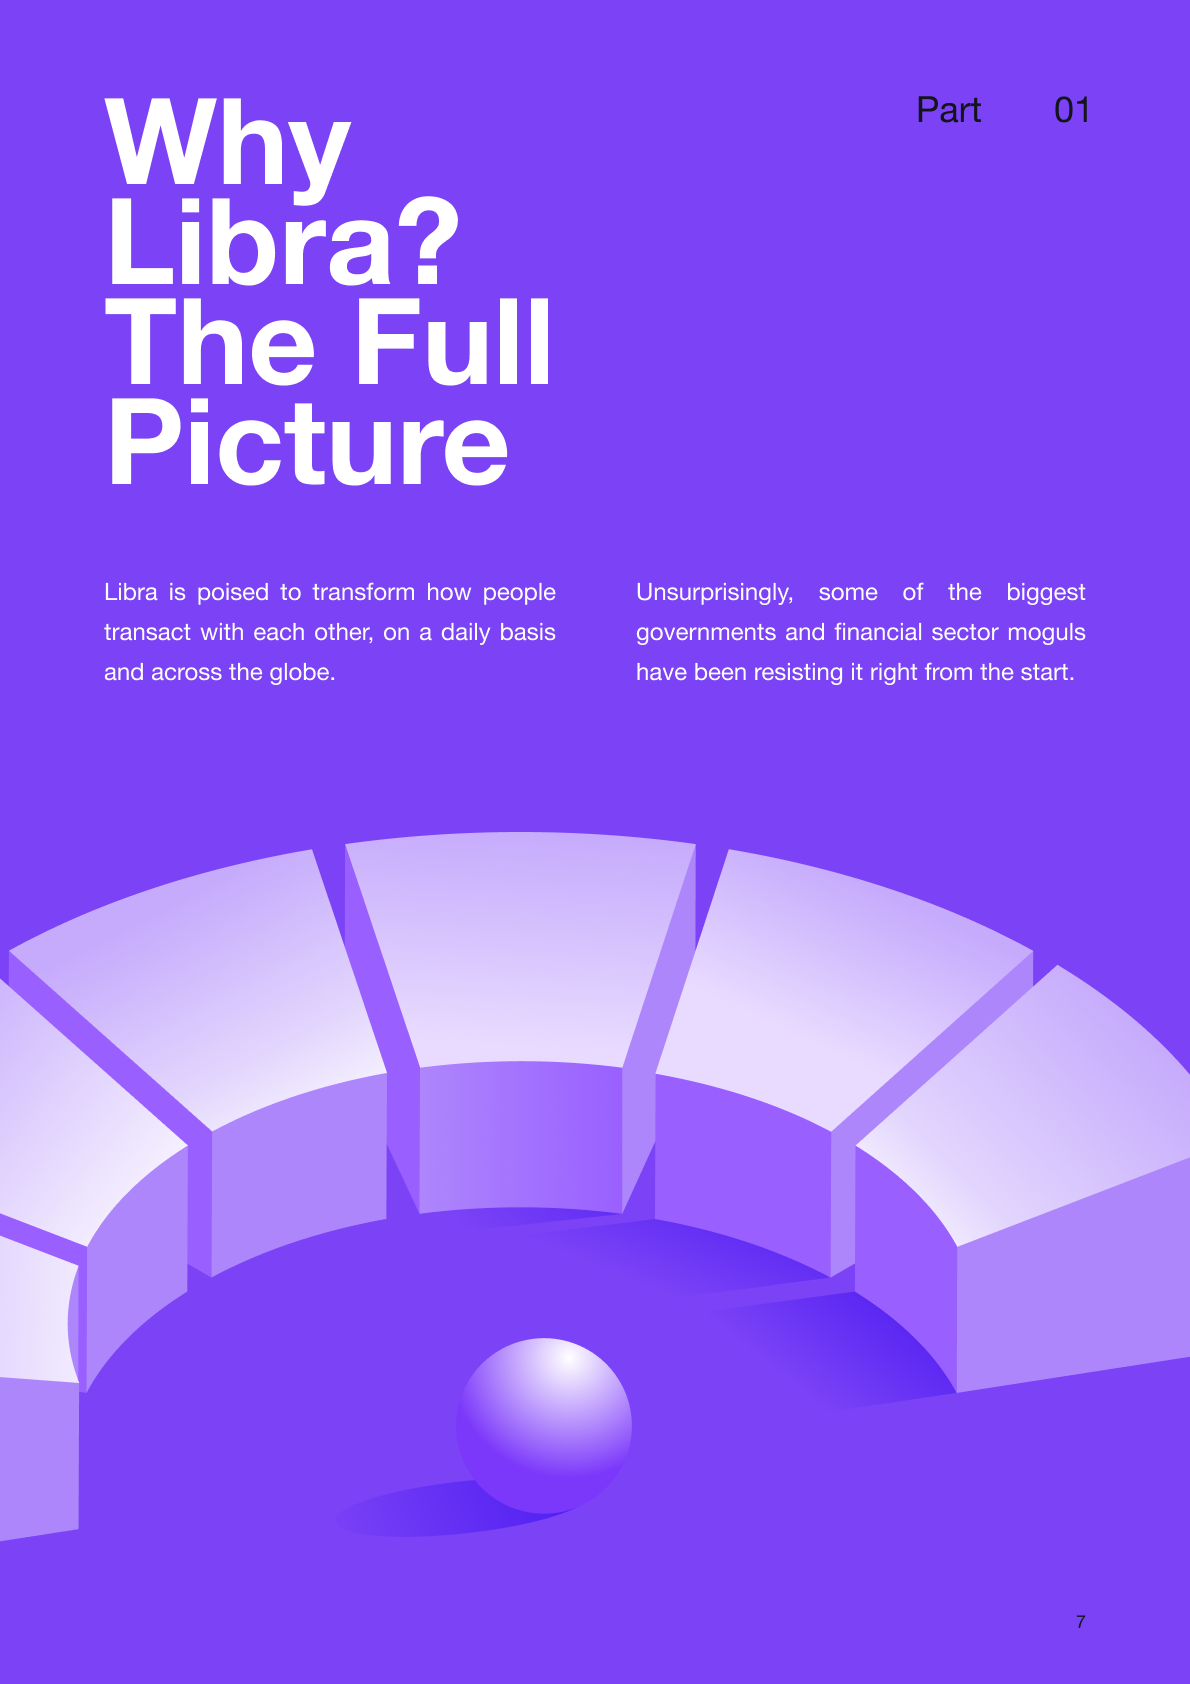 Why
Libra?
The Full
Picture
Part 01
Libra is poised to transform how people
transact with each other, on a daily basis
and across the globe.
Unsurprisingly, some of the biggest
governments and financial sector moguls
have been resisting it right from the start.
7